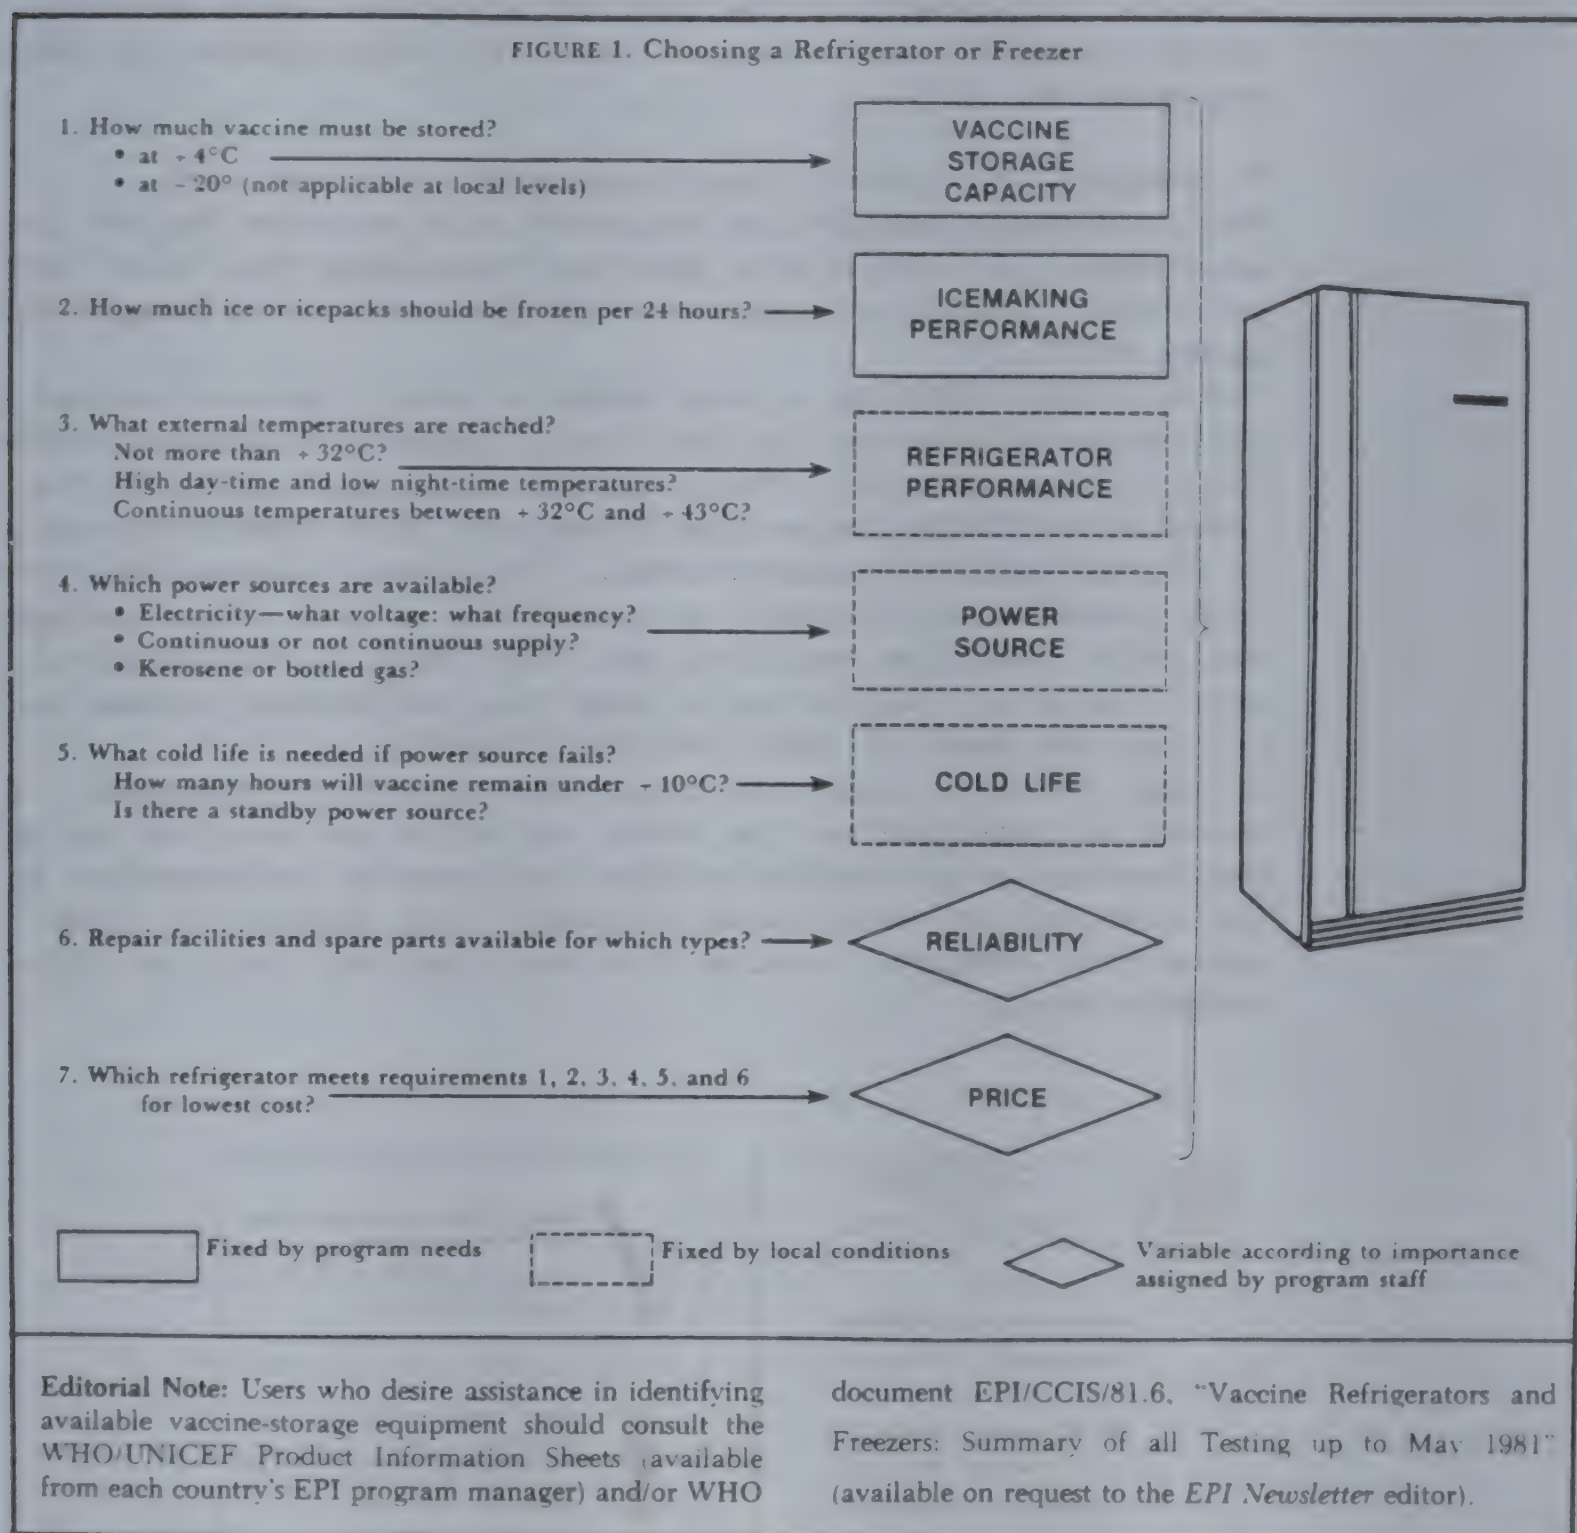 FIGURE 1. Choosing a Refrigerator or Freezer
1. How much vaccine must be stored?
• at + 4°C
• at - 20° (not applicable at local levels)
VACCINE
STORAGE
CAPACITY
2. How much ice or icepacks should be frozen per 24 hours?
ICEMAKING
PERFORMANCE
3. What external temperatures are reached?
Not more than + 32°C?
High day-time and low night-time temperatures?
Continuous temperatures between + 32°C and + 43°C?
REFRIGERATOR
PERFORMANCE
4. Which power sources are available?
• Electricity—what voltage: what frequency?
• Continuous or not continuous supply?
• Kerosene or bottled gas?
POWER
SOURCE
5. What cold life is needed if power source fails?
How many hours will vaccine remain under + 10°C?
Is there a standby power source?
COLD LIFE
6. Repair facilities and spare parts available for which types?
RELIABILITY
7. Which refrigerator meets requirements 1, 2, 3, 4, 5, and 6
for lowest cost?
PRICE
Fixed by program needs
Fixed by local conditions
Variable according to importance
assigned by program staff
Editorial Note: Users who desire assistance in identifying
available vaccine-storage equipment should consult the
WHO/UNICEF Product Information Sheets (available
from each country's EPI program manager) and/or WHO
document EPI/CCIS/81.6, "Vaccine Refrigerators and
Freezers: Summary of all Testing up to May 1981"
(available on request to the EPI Newsletter editor).